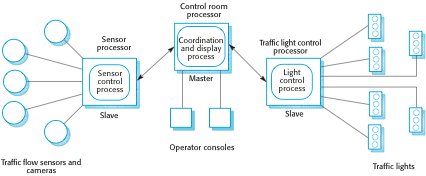 Control room
processor
Sensor
processor
Coordination
and display
process
Traffic light control
processor
Sensor
control
process
Light
control
process
Master
Slave
Slave
Operator consoles
Traffic flow sensors and
cameras
Traffic lights